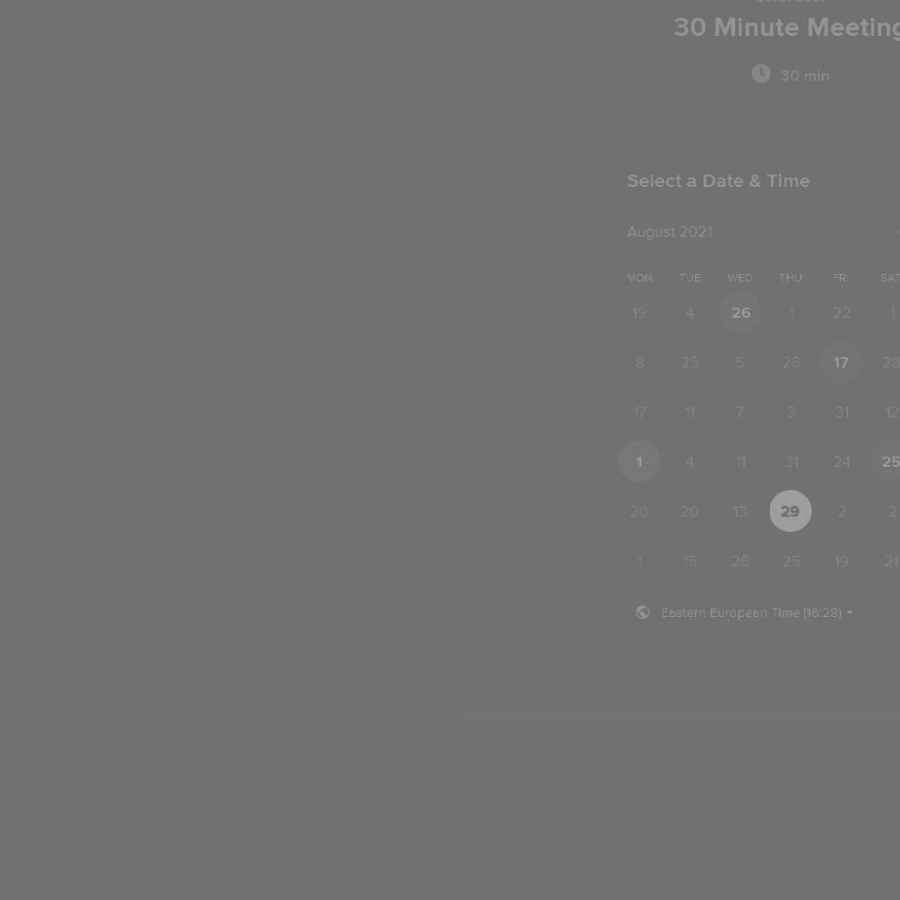 30 Minute Meeting
30 min
Select a Date & Time
August 2021
MON TUE WED THU FRI SAT
19 4 26 1 22 1
8 25 5 26 17 28
17 11 7 3 31 12
1 4 11 31 24 25
20 20 13 29 2 2
1 15 26 25 19 21
Eastern European Time (16:28)